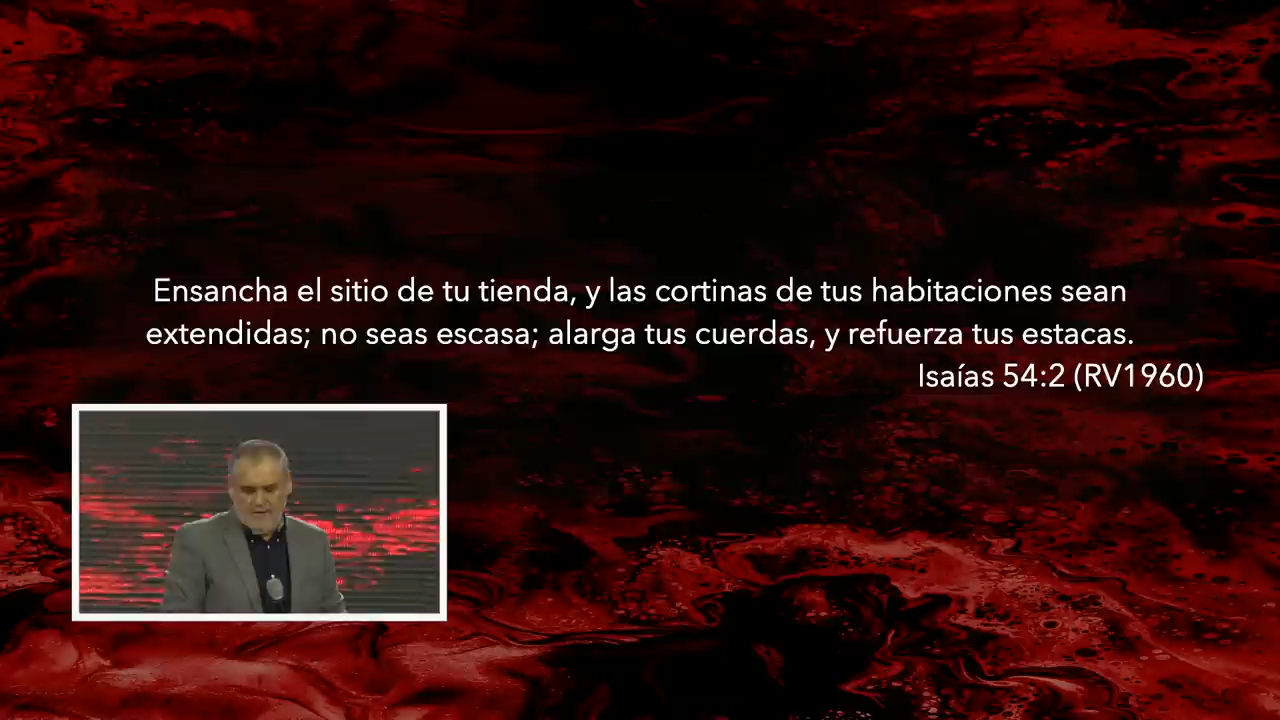 Ensancha el sitio de tu tienda, y las cortinas de tus habitaciones sean
extendidas; no seas escasa; alarga tus cuerdas, y refuerza tus estacas.
Isaías 54:2 (RV1960)